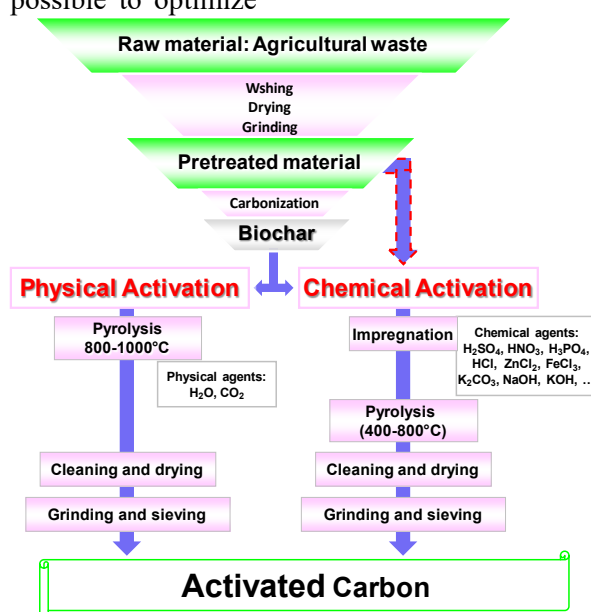 possible to optimize
Raw material: Agricultural waste
Wshing
Drying
Grinding
Pretreated material
Carbonization
Biochar
Physical Activation
Chemical Activation
Pyrolysis
800-1000°C
Physical agents:
H₂O, CO₂
Impregnation
Chemical agents:
H₂SO₄, HNO₃, H₃PO₄,
HCl, ZnCl₂, FeCl₃,
K₂CO₃, NaOH, KOH, ..
Pyrolysis
(400-800°C)
Cleaning and drying
Cleaning and drying
Grinding and sieving
Grinding and sieving
Activated Carbon